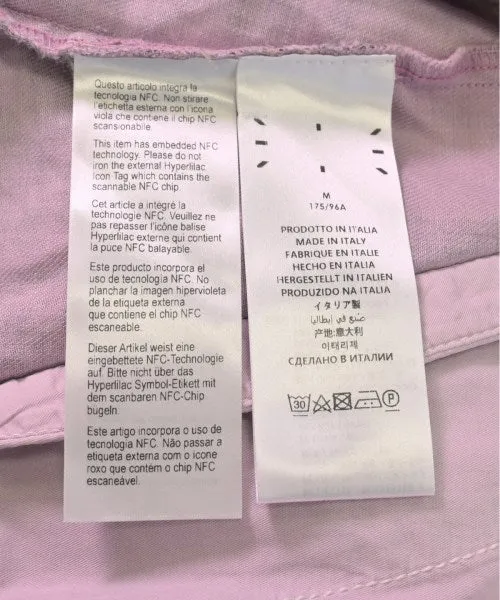 Questo articolo integra la
tecnologia NFC. Non stirare
l'etichetta esterna con l'icona
viola che contiene il chip NFC
scansionabile.
This item has embedded NFC
technology. Please do not
iron the external Hyperlilac
Icon Tag which contains the
scannable NFC chip.
Cet article a intégré la
technologie NFC. Veuillez ne
pas repasser l'icône balise
Hyperlilac externe qui contient
la puce NFC balayable.
Este producto incorpora el
uso de tecnología NFC. No
planchar la imagen hipervioleta
de la etiqueta externa
que contiene el chip NFC
escaneable.
Dieser Artikel weist eine
eingebettete NFC-Technologie
auf. Bitte nicht über das
Hyperlilac Symbol-Etikett mit
dem scanbaren NFC-Chip
bügeln.
Este artigo incorpora o uso de
tecnologia NFC. Não passar a
etiqueta externa com o ícone
roxo que contém o chip NFC
escaneável.
M
175/96A
PRODOTTO IN ITALIA
MADE IN ITALY
FABRIQUE EN ITALIE
HECHO EN ITALIA
HERGESTELLT IN ITALIEN
PRODUZIDO NA ITALIA
イタリア製
صنع في إيطاليا
产地:意大利
이태리제
СДЕЛАНО В ИТАЛИИ
30 P